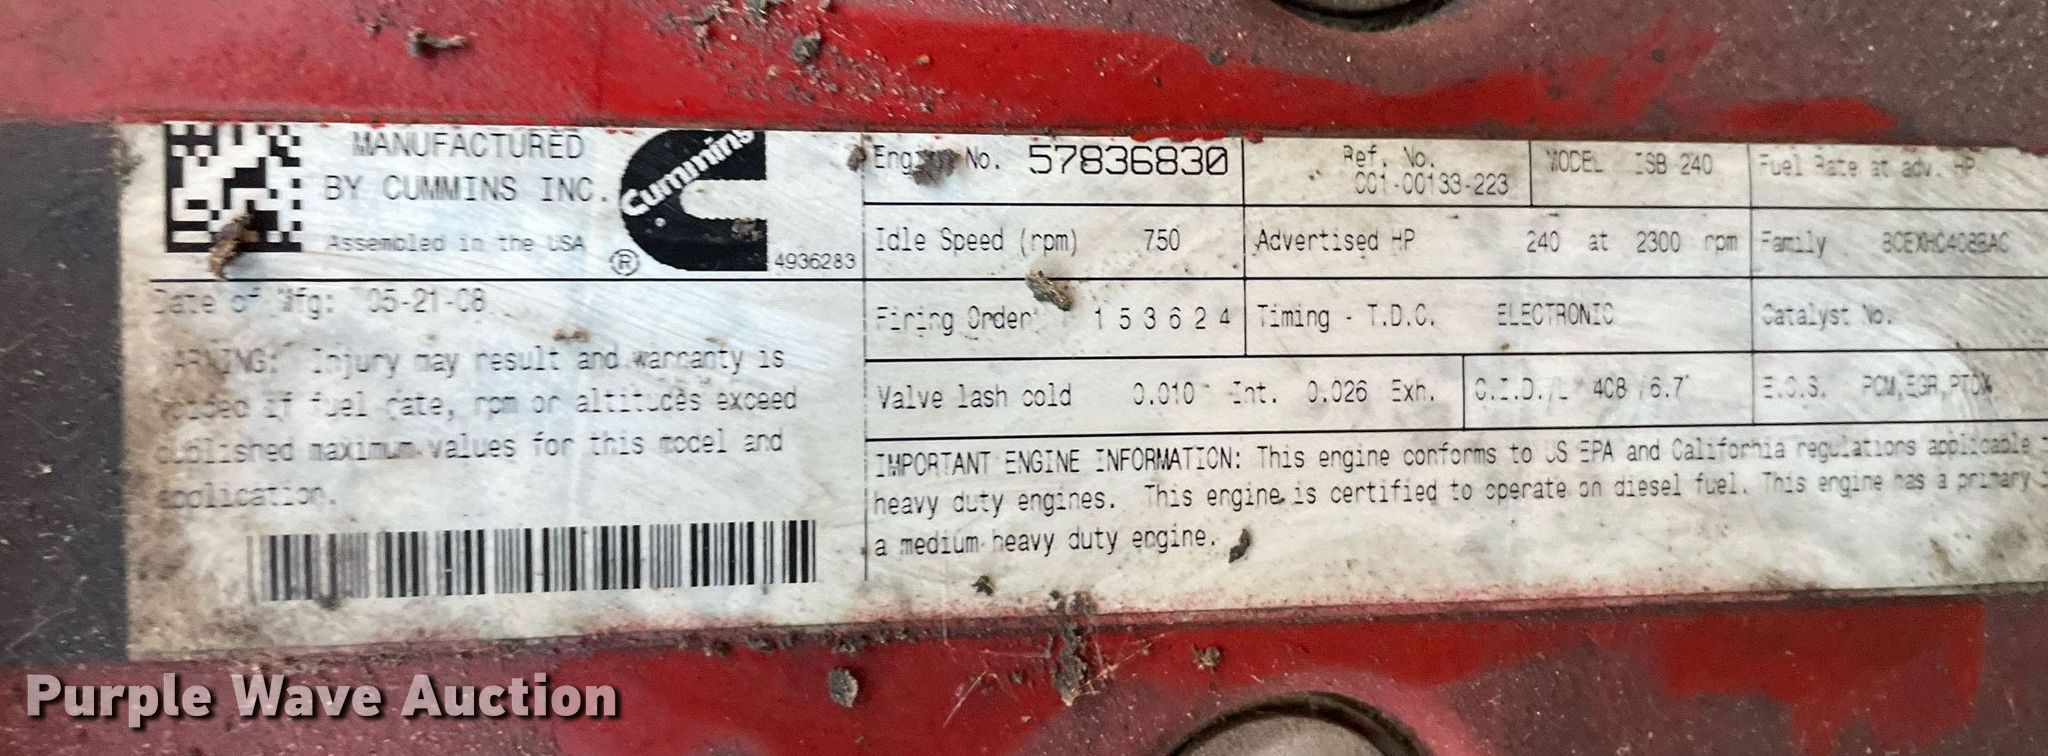 MANUFACTURED
BY CUMMINS INC.
Assembled in the USA
Cummins
®
4936283
Date of Mfg: 05-21-08
WARNING: Injury may result and warranty is
voided if fuel rate, rpm or altitudes exceed
published maximum values for this model and
application.
Engine No. 57836830
Ref. No.
001-00133-223
MODEL ISB 240
Fuel Rate at adv. HP
Idle Speed (rpm) 750
Advertised HP 240 at 2300 rpm
Family 8CEXH0408BAC
Firing Order 1 5 3 6 2 4
Timing - T.D.C. ELECTRONIC
Catalyst No.
Valve lash cold 0.010 Int. 0.026 Exh.
C.I.D./L 408 /6.7
E.C.S. PCM,EGR,PTOX
IMPORTANT ENGINE INFORMATION: This engine conforms to US EPA and California regulations applicable
heavy duty engines. This engine is certified to operate on diesel fuel. This engine has a primary
a medium heavy duty engine.
Purple Wave Auction